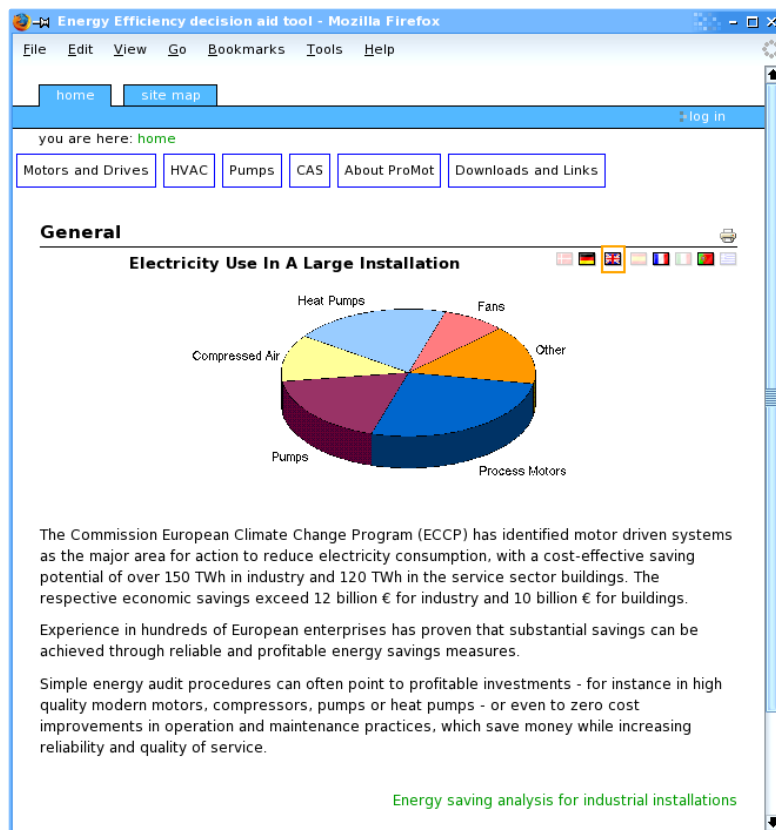 Energy Efficiency decision aid tool - Mozilla Firefox
File Edit View Go Bookmarks Tools Help
home site map
log in
you are here: home
Motors and Drives HVAC Pumps CAS About ProMot Downloads and Links
General
Electricity Use In A Large Installation
Heat Pumps
Fans
Other
Compressed Air
Pumps
Process Motors
The Commission European Climate Change Program (ECCP) has identified motor driven systems
as the major area for action to reduce electricity consumption, with a cost-effective saving
potential of over 150 TWh in industry and 120 TWh in the service sector buildings. The
respective economic savings exceed 12 billion € for industry and 10 billion € for buildings.
Experience in hundreds of European enterprises has proven that substantial savings can be
achieved through reliable and profitable energy savings measures.
Simple energy audit procedures can often point to profitable investments - for instance in high
quality modern motors, compressors, pumps or heat pumps - or even to zero cost
improvements in operation and maintenance practices, which save money while increasing
reliability and quality of service.
Energy saving analysis for industrial installations